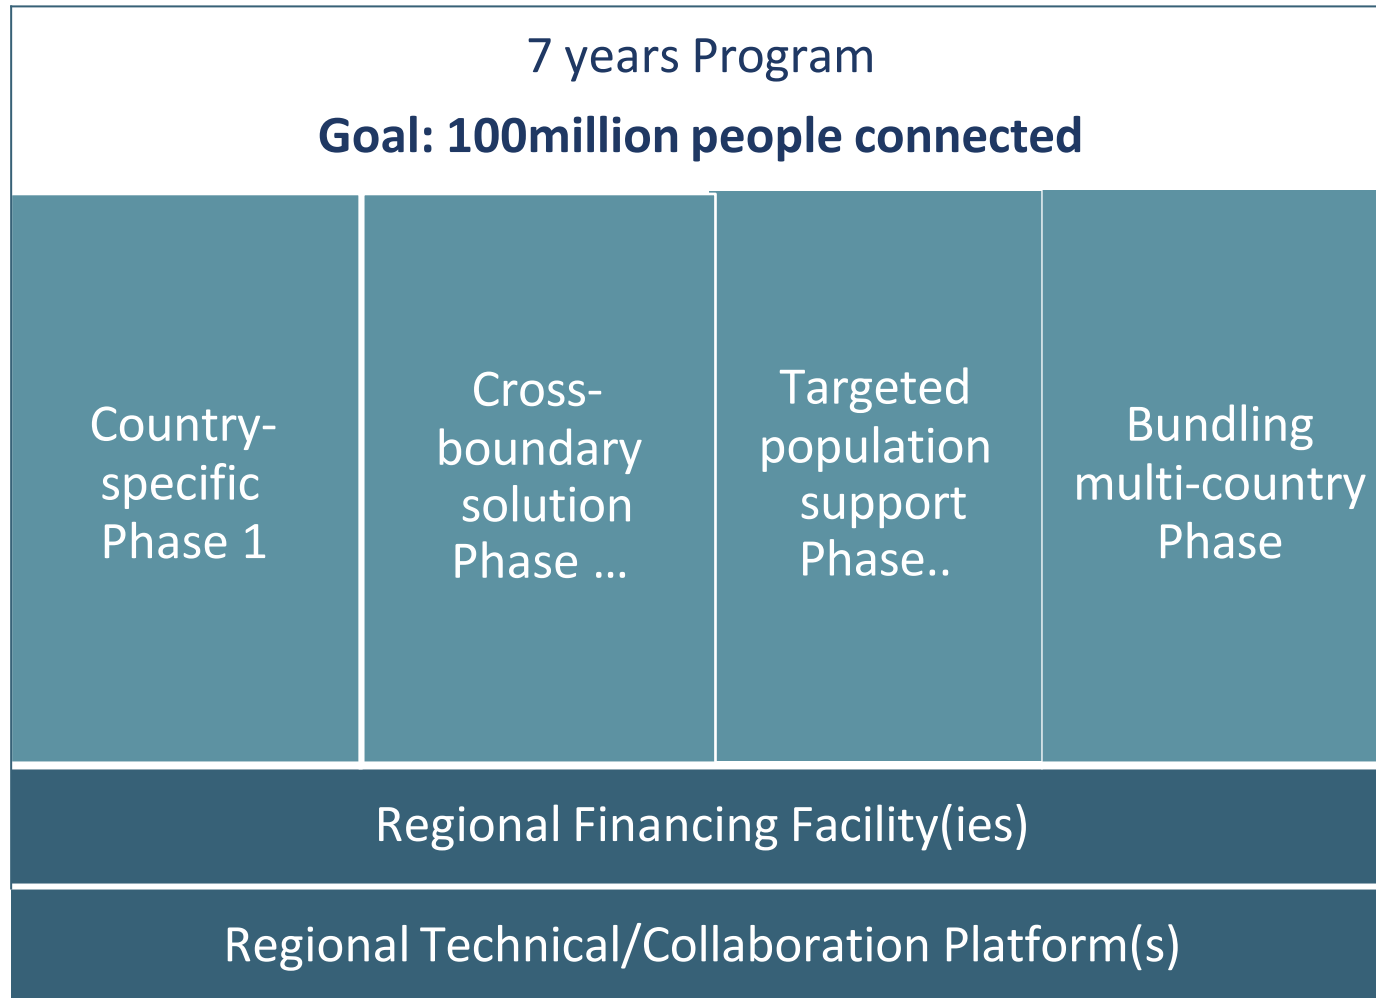 7 years Program
Goal: 100million people connected
Country-
specific
Phase 1
Cross-
boundary
solution
Phase ...
Targeted
population
support
Phase..
Bundling
multi-country
Phase
Regional Financing Facility(ies)
Regional Technical/Collaboration Platform(s)